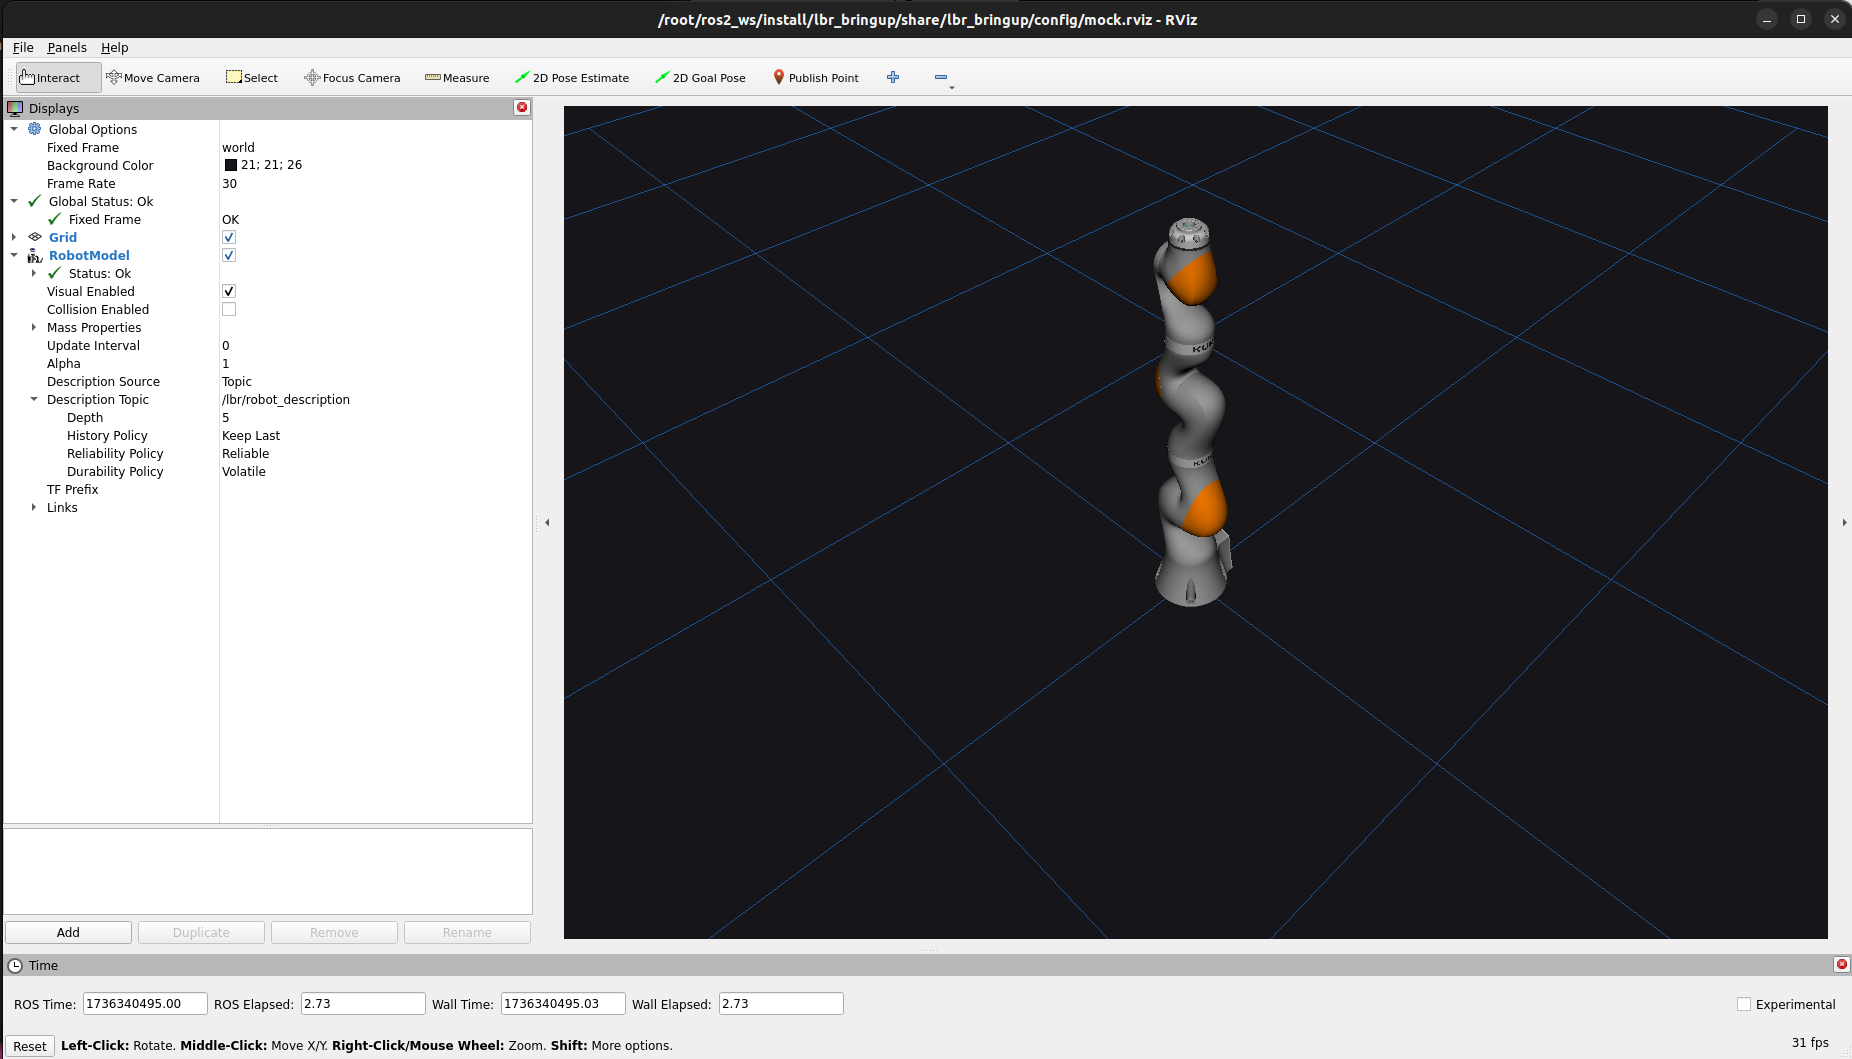 /root/ros2_ws/install/lbr_bringup/share/lbr_bringup/config/mock.rviz - RViz
File Panels Help
Interact Move Camera Select Focus Camera Measure 2D Pose Estimate 2D Goal Pose Publish Point
Displays
Global Options
Fixed Frame world
Background Color 21; 21; 26
Frame Rate 30
Global Status: Ok
Fixed Frame OK
Grid
RobotModel
Status: Ok
Visual Enabled
Collision Enabled
Mass Properties
Update Interval 0
Alpha 1
Description Source Topic
Description Topic /lbr/robot_description
Depth 5
History Policy Keep Last
Reliability Policy Reliable
Durability Policy Volatile
TF Prefix
Links
Add Duplicate Remove Rename
Time
ROS Time: 1736340495.00 ROS Elapsed: 2.73 Wall Time: 1736340495.03 Wall Elapsed: 2.73 Experimental
Reset Left-Click: Rotate. Middle-Click: Move X/Y. Right-Click/Mouse Wheel: Zoom. Shift: More options. 31 fps